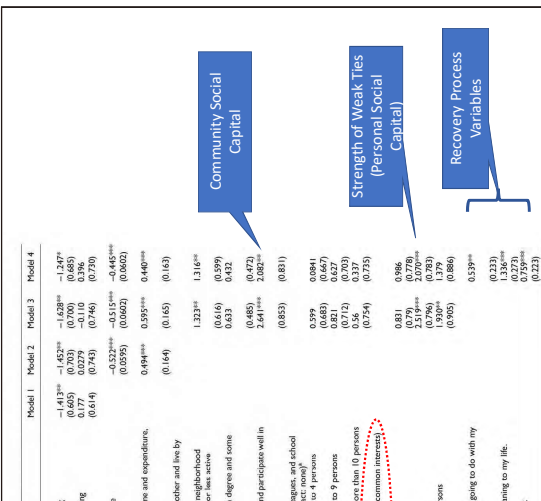 Model 1 Model 2 Model 3 Model 4
−1.413** −1.452** −1.628** −1.247*
(0.605) (0.703) (0.700) (0.685)
ng 0.177 0.0279 −0.110 0.396
(0.614) (0.743) (0.746) (0.730)
e −0.522*** −0.515*** −0.445***
(0.0595) (0.0602) (0.0602)
ne and expenditure, 0.494*** 0.595*** 0.440***
(0.164) (0.165) (0.163)
other and live by
neighborhood 1.323** 1.316**
or less active (0.616) (0.599)
degree and some 0.633 0.432
(0.485) (0.472)
nd participate well in 2.641*** 2.082**
(0.853) (0.831)
agues, and school
ict: none)a
to 4 persons 0.599 0.0841
(0.683) (0.667)
to 9 persons 0.821 0.627
(0.712) (0.703)
ore than 10 persons 0.56 0.337
(0.754) (0.735)
common interests)
0.831 0.986
(0.79) (0.778)
2.519*** 2.070***
(0.796) (0.783)
sons 1.930** 1.379
(0.905) (0.886)
going to do with my 0.539**
(0.233)
aning to my life. 1.336***
(0.273)
0.759***
(0.223)
Community Social
Capital
Strength of Weak Ties
(Personal Social
Capital)
Recovery Process
Variables